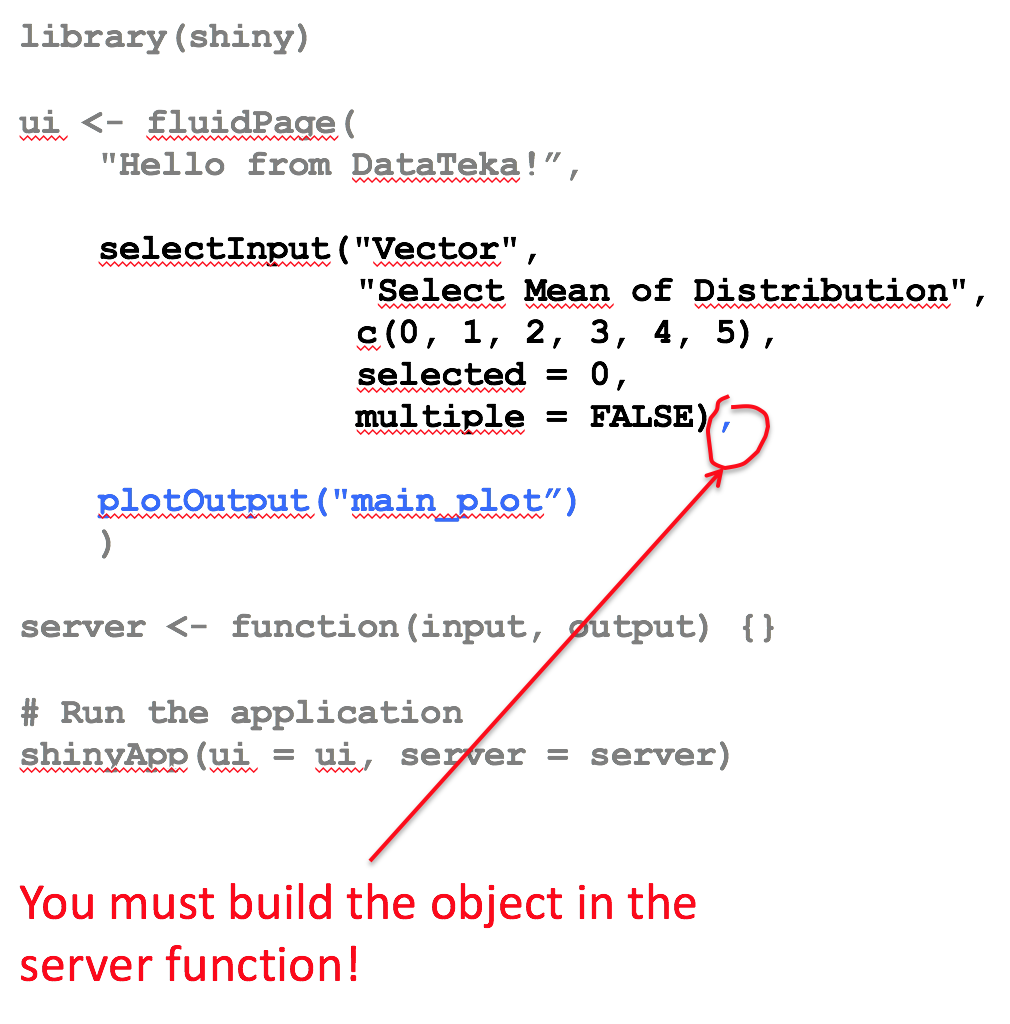 library(shiny)
ui <- fluidPage(
"Hello from DataTeka!”,
selectInput("Vector",
"Select Mean of Distribution",
c(0, 1, 2, 3, 4, 5),
selected = 0,
multiple = FALSE),
plotOutput("main_plot”)
)
server <- function(input, output) {}
# Run the application
shinyApp(ui = ui, server = server)
You must build the object in the
server function!